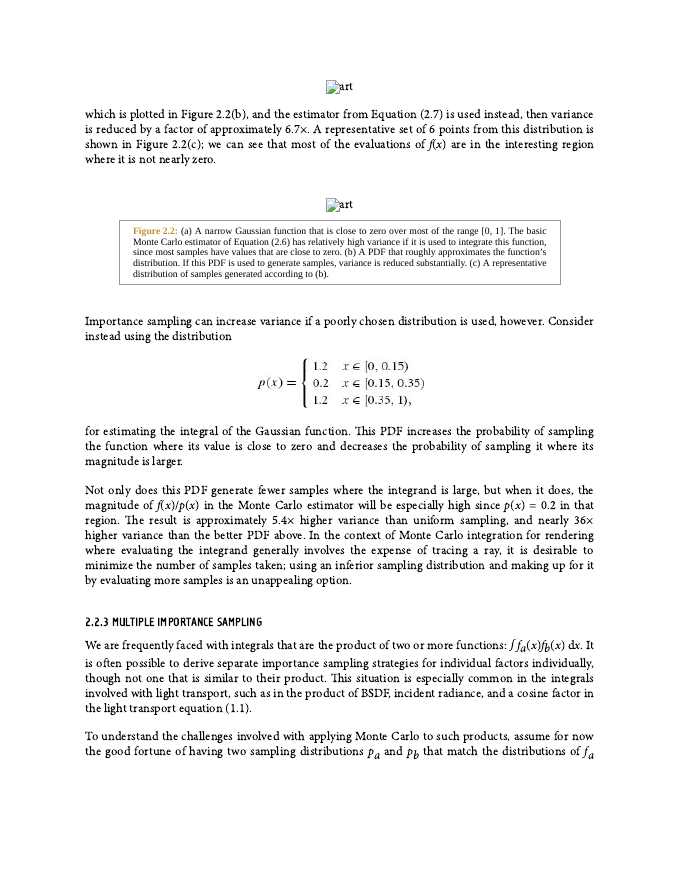 art
which is plotted in Figure 2.2(b), and the estimator from Equation (2.7) is used instead, then variance
is reduced by a factor of approximately 6.7×. A representative set of 6 points from this distribution is
shown in Figure 2.2(c); we can see that most of the evaluations of f(x) are in the interesting region
where it is not nearly zero.
art
Figure 2.2: (a) A narrow Gaussian function that is close to zero over most of the range [0, 1]. The basic
Monte Carlo estimator of Equation (2.6) has relatively high variance if it is used to integrate this function,
since most samples have values that are close to zero. (b) A PDF that roughly approximates the function’s
distribution. If this PDF is used to generate samples, variance is reduced substantially. (c) A representative
distribution of samples generated according to (b).
Importance sampling can increase variance if a poorly chosen distribution is used, however. Consider
instead using the distribution
p(x) = { 1.2 x ∈ [0, 0.15)
0.2 x ∈ [0.15, 0.35)
1.2 x ∈ [0.35, 1),
for estimating the integral of the Gaussian function. This PDF increases the probability of sampling
the function where its value is close to zero and decreases the probability of sampling it where its
magnitude is larger.
Not only does this PDF generate fewer samples where the integrand is large, but when it does, the
magnitude of f(x)/p(x) in the Monte Carlo estimator will be especially high since p(x) = 0.2 in that
region. The result is approximately 5.4× higher variance than uniform sampling, and nearly 36×
higher variance than the better PDF above. In the context of Monte Carlo integration for rendering
where evaluating the integrand generally involves the expense of tracing a ray, it is desirable to
minimize the number of samples taken; using an inferior sampling distribution and making up for it
by evaluating more samples is an unappealing option.
2.2.3 MULTIPLE IMPORTANCE SAMPLING
We are frequently faced with integrals that are the product of two or more functions: ∫ fa(x)fb(x) dx. It
is often possible to derive separate importance sampling strategies for individual factors individually,
though not one that is similar to their product. This situation is especially common in the integrals
involved with light transport, such as in the product of BSDF, incident radiance, and a cosine factor in
the light transport equation (1.1).
To understand the challenges involved with applying Monte Carlo to such products, assume for now
the good fortune of having two sampling distributions pa and pb that match the distributions of fa